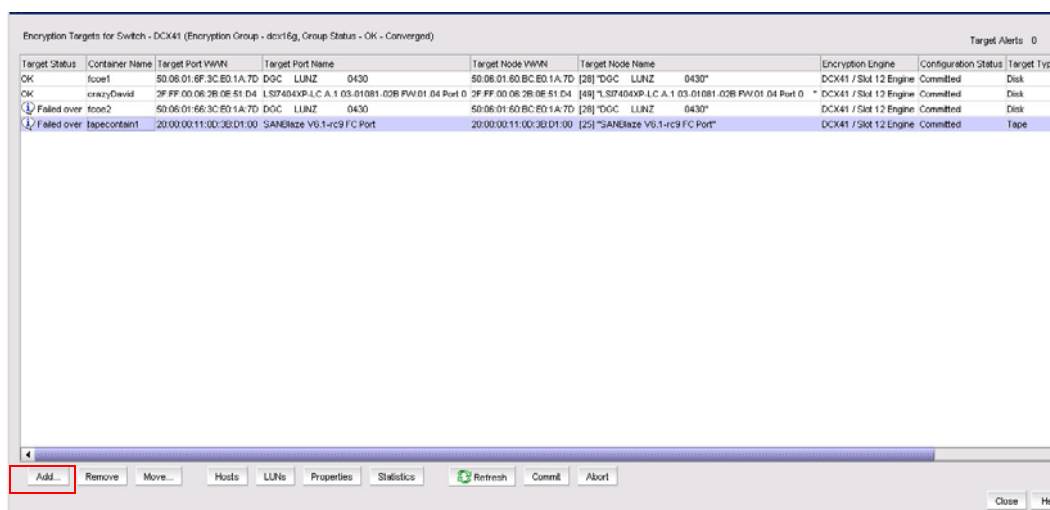 Encryption Targets for Switch - DCX41 (Encryption Group - dcx16g, Group Status - OK - Converged)
Target Alerts 0
Target Status Container Name Target Port WWN Target Port Name Target Node WWN Target Node Name Encryption Engine Configuration Status Target Typ
OK fcoe1 50:06:01:6F:3C:E0:1A:7D DGC LUNZ 0430 50:06:01:60:BC:E0:1A:7D [28] "DGC LUNZ 0430" DCX41 / Slot 12 Engine Committed Disk
OK crazyDavid 2F:FF:00:06:2B:0E:51:D4 LSI7404XP-LC A.1 03-01081-02B FW:01.04 Port 0 2F:FF:00:06:2B:0E:51:D4 [49] "LSI7404XP-LC A.1 03-01081-02B FW:01.04 Port 0 " DCX41 / Slot 12 Engine Committed Disk
Failed over fcoe2 50:06:01:66:3C:E0:1A:7D DGC LUNZ 0430 50:06:01:60:BC:E0:1A:7D [28] "DGC LUNZ 0430" DCX41 / Slot 12 Engine Committed Disk
Failed over tapecontain1 20:00:00:11:0D:3B:D1:00 SANBlaze V6.1-rc9 FC Port 20:00:00:11:0D:3B:D1:00 [25] "SANBlaze V6.1-rc9 FC Port" DCX41 / Slot 12 Engine Committed Tape
Add... Remove Move... Hosts LUNs Properties Statistics Refresh Commit Abort
Close He